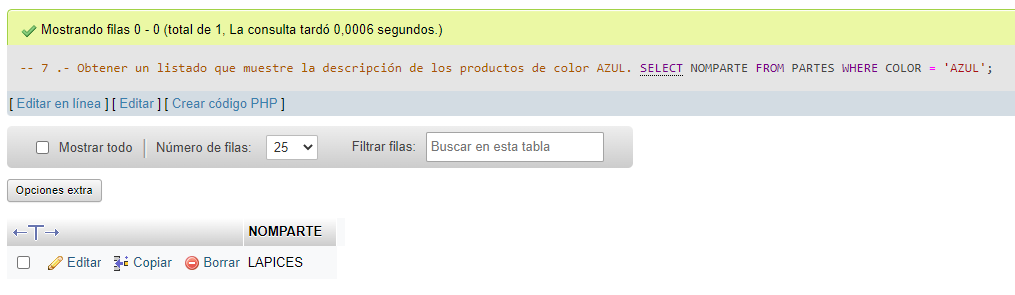 Mostrando filas 0 - 0 (total de 1, La consulta tardó 0,0006 segundos.)
-- 7 .- Obtener un listado que muestre la descripción de los productos de color AZUL. SELECT NOMPARTE FROM PARTES WHERE COLOR = 'AZUL';
[ Editar en línea ] [ Editar ] [ Crear código PHP ]
Mostrar todo Número de filas: 25 Filtrar filas: Buscar en esta tabla
Opciones extra
←T→ NOMPARTE
Editar Copiar Borrar LAPICES